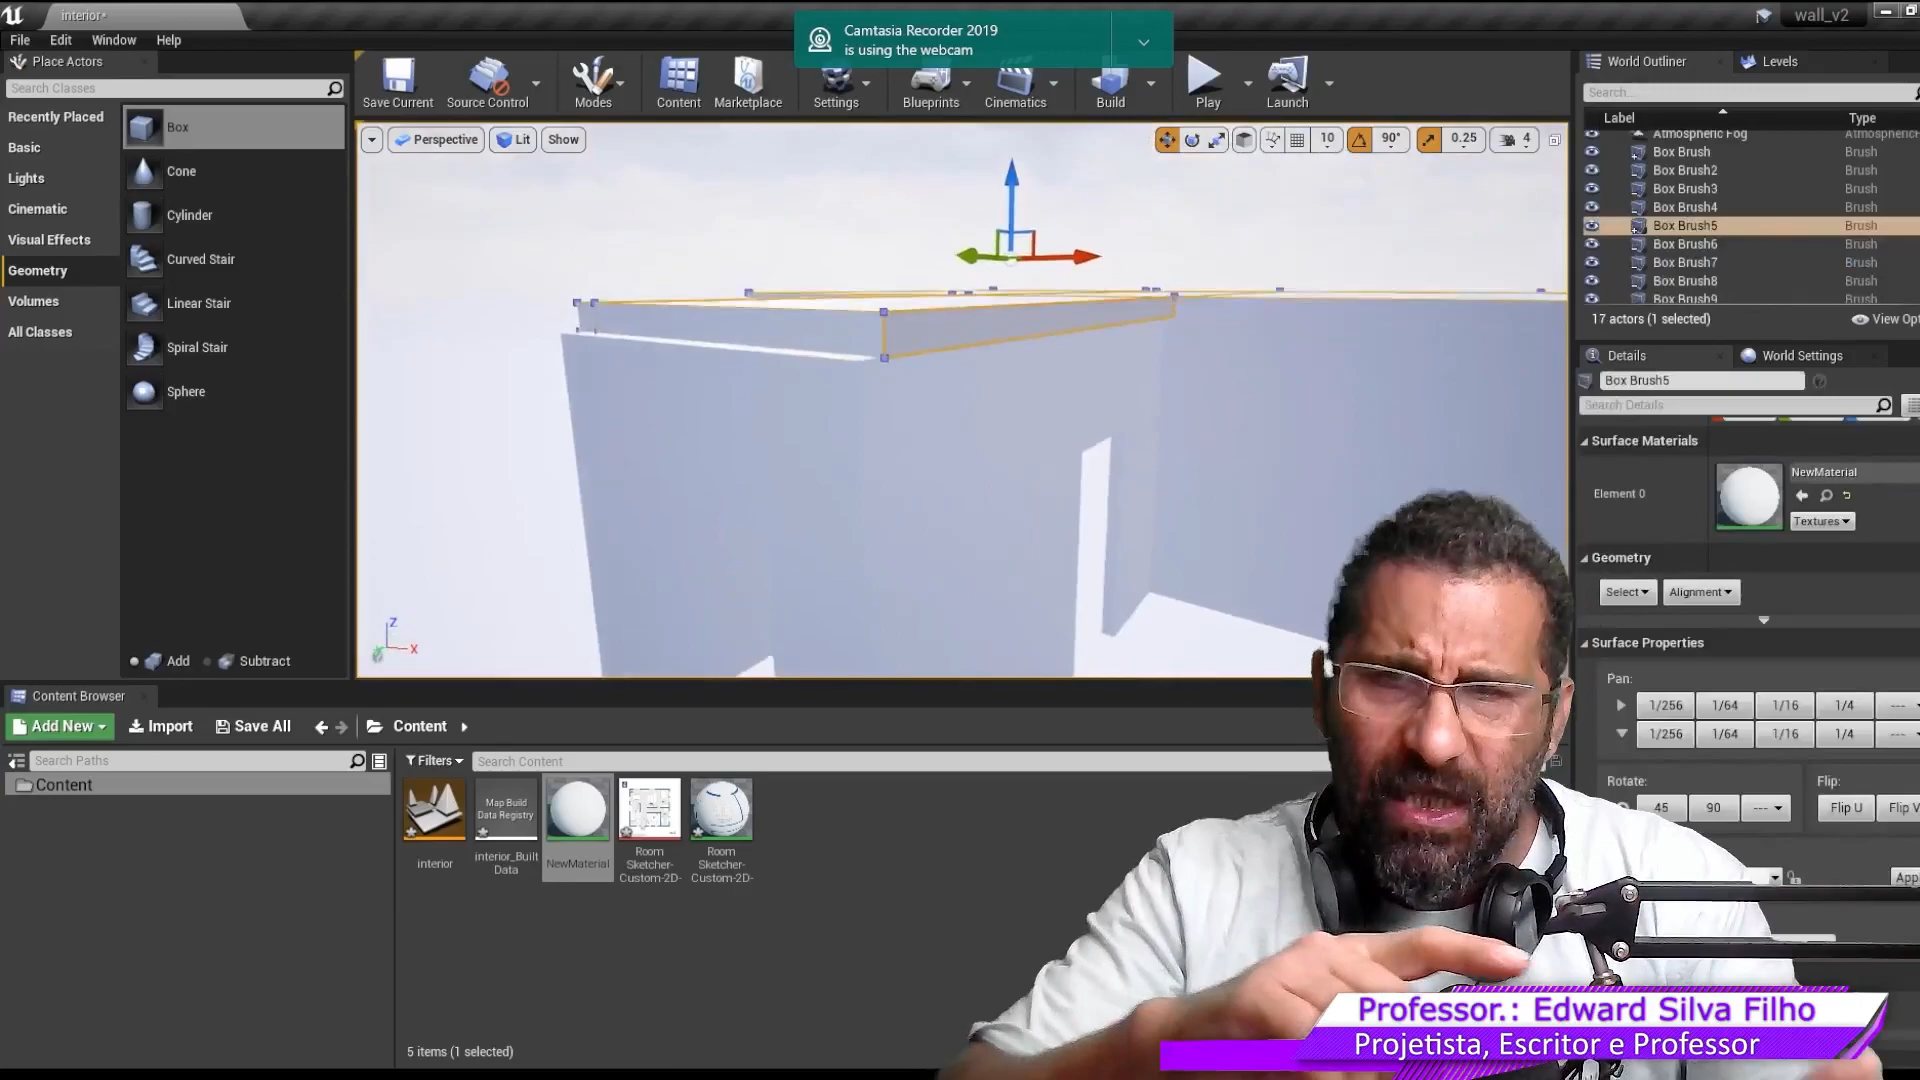 interior*
wall_v2
File Edit Window Help
Camtasia Recorder 2019
is using the webcam
Place Actors
Search Classes
Recently Placed
Basic
Lights
Cinematic
Visual Effects
Geometry
Volumes
All Classes
Box
Cone
Cylinder
Curved Stair
Linear Stair
Spiral Stair
Sphere
Add Subtract
Save Current Source Control Modes Content Marketplace Settings Blueprints Cinematics Build Play Launch
Perspective Lit Show
10 90° 0.25 4
Z
X
World Outliner Levels
Search...
Label Type
Atmospheric Fog Atmospheric
Box Brush Brush
Box Brush2 Brush
Box Brush3 Brush
Box Brush4 Brush
Box Brush5 Brush
Box Brush6 Brush
Box Brush7 Brush
Box Brush8 Brush
Box Brush9 Brush
17 actors (1 selected) View Opt
Details World Settings
Box Brush5
Search Details
Surface Materials
Element 0
NewMaterial
Textures
Geometry
Select Alignment
Surface Properties
Pan:
1/256 1/64 1/16 1/4 ---
1/256 1/64 1/16 1/4 ---
Rotate: Flip:
45 90 --- Flip U Flip V
App
Content Browser
Add New Import Save All Content
Search Paths
Content
Filters Search Content
interior
interior_Built
Data
Map Build
Data Registry
NewMaterial
Room
Sketcher-
Custom-2D-
Room
Sketcher-
Custom-2D-
5 items (1 selected)
Professor.: Edward Silva Filho
Projetista, Escritor e Professor